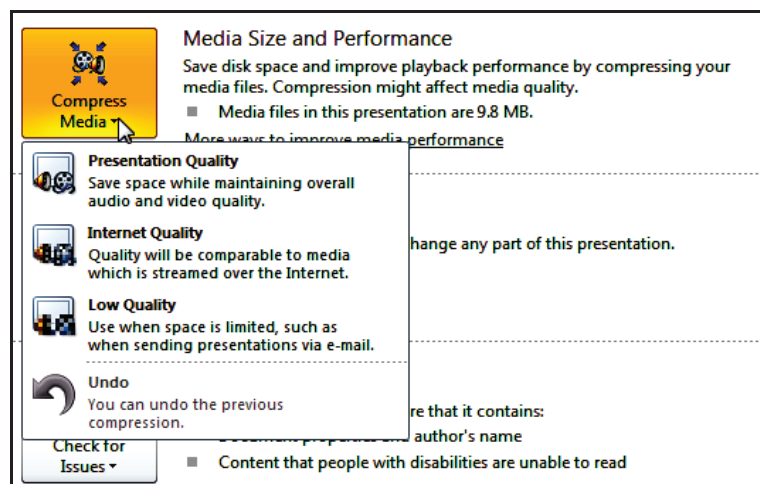 Media Size and Performance
Save disk space and improve playback performance by compressing your
media files. Compression might affect media quality.
Media files in this presentation are 9.8 MB.
More ways to improve media performance
Compress
Media
Presentation Quality
Save space while maintaining overall
audio and video quality.
Internet Quality
Quality will be comparable to media
which is streamed over the Internet.
Low Quality
Use when space is limited, such as
when sending presentations via e-mail.
Undo
You can undo the previous
compression.
hange any part of this presentation.
re that it contains:
Document properties and author's name
Content that people with disabilities are unable to read
Check for
Issues